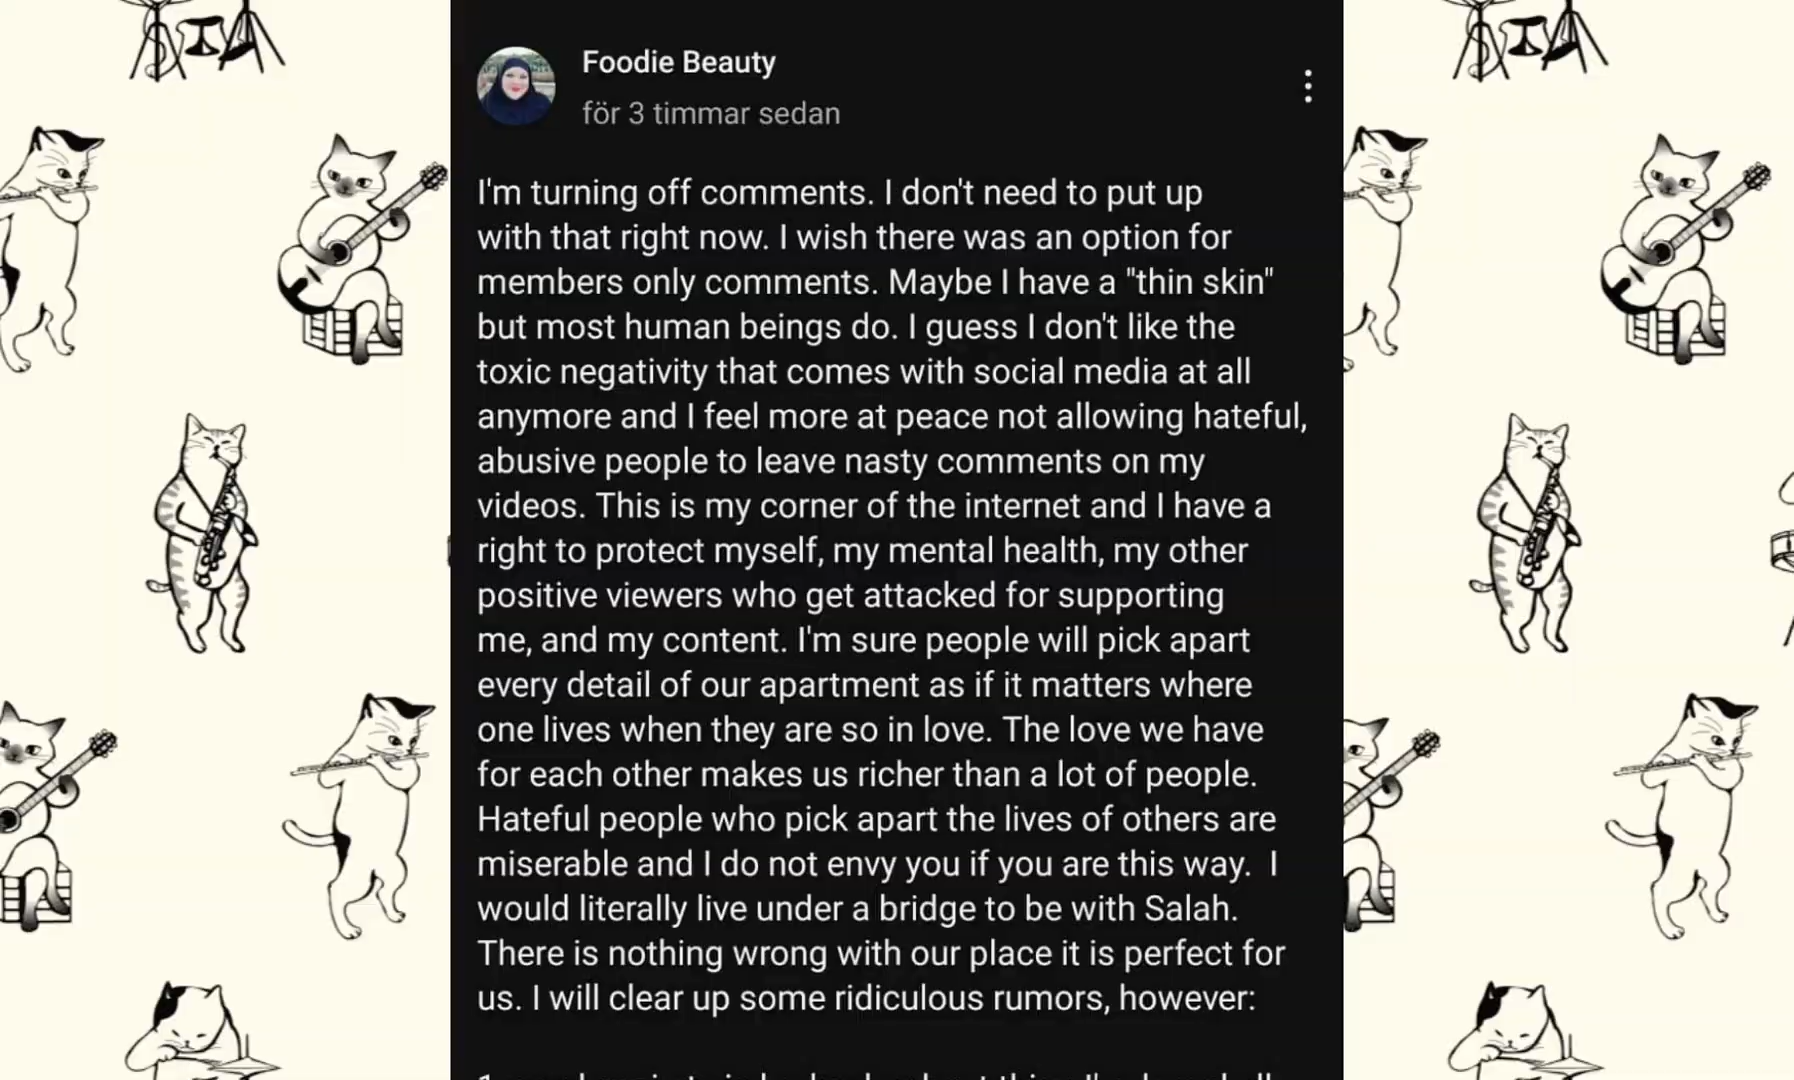 Foodie Beauty
för 3 timmar sedan
I'm turning off comments. I don't need to put up
with that right now. I wish there was an option for
members only comments. Maybe I have a "thin skin"
but most human beings do. I guess I don't like the
toxic negativity that comes with social media at all
anymore and I feel more at peace not allowing hateful,
abusive people to leave nasty comments on my
videos. This is my corner of the internet and I have a
right to protect myself, my mental health, my other
positive viewers who get attacked for supporting
me, and my content. I'm sure people will pick apart
every detail of our apartment as if it matters where
one lives when they are so in love. The love we have
for each other makes us richer than a lot of people.
Hateful people who pick apart the lives of others are
miserable and I do not envy you if you are this way.  I
would literally live under a bridge to be with Salah.
There is nothing wrong with our place it is perfect for
us. I will clear up some ridiculous rumors, however: